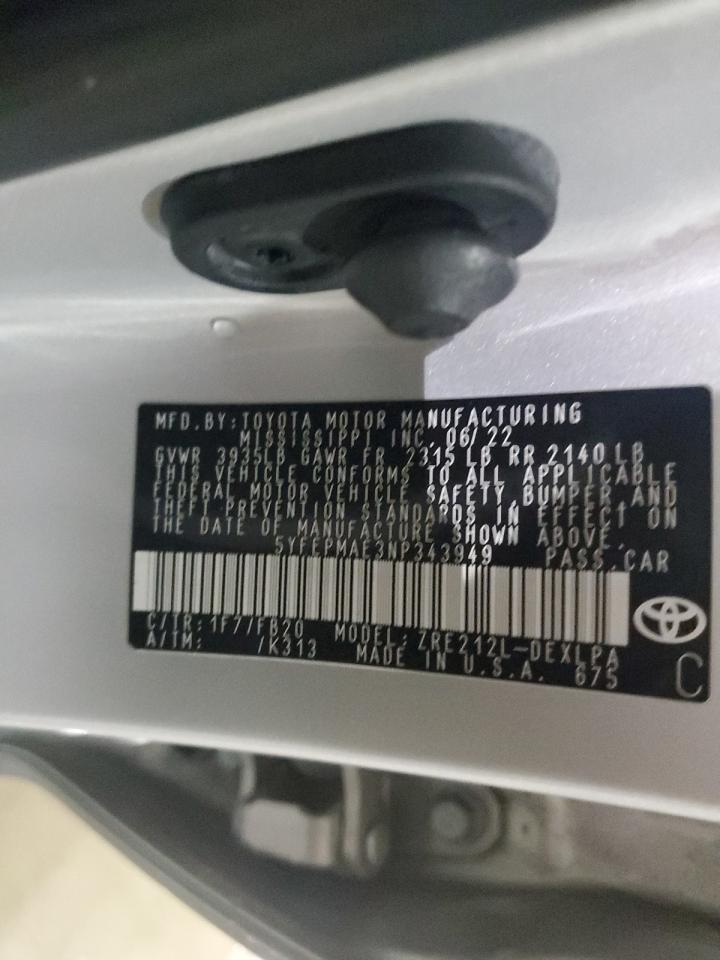 MFD.BY:TOYOTA MOTOR MANUFACTURING
MISSISSIPPI INC. 06/22
GVWR 3935LB GAWR FR 2315 LB RR 2140 LB
THIS VEHICLE CONFORMS TO ALL APPLICABLE
FEDERAL MOTOR VEHICLE SAFETY, BUMPER AND
THEFT PREVENTION STANDARDS IN EFFECT ON
THE DATE OF MANUFACTURE SHOWN ABOVE.
5YFEPMAE3NP343949 PASS.CAR
C/TR: 1F7/FB20 MODEL: ZRE212L-DEXLPA
A/TM: /K313 MADE IN U.S.A. 675
C